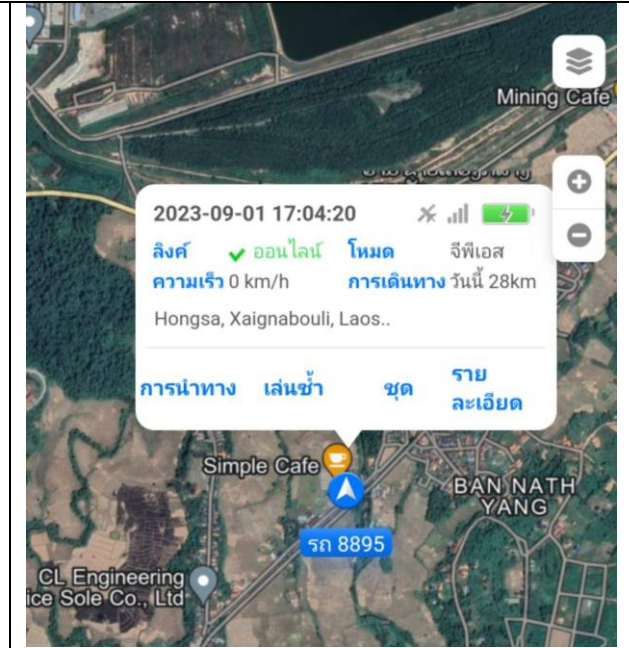 Mining Cafe
2023-09-01 17:04:20
ลิงค์ ออนไลน์ โหมด จีพีเอส
ความเร็ว 0 km/h การเดินทาง วันนี้ 28km
Hongsa, Xaignabouli, Laos..
การนำทาง เล่นซ้ำ ชุด ราย
ละเอียด
Simple Cafe
BAN NATH
YANG
รถ 8895
CL Engineering
ice Sole Co., Ltd